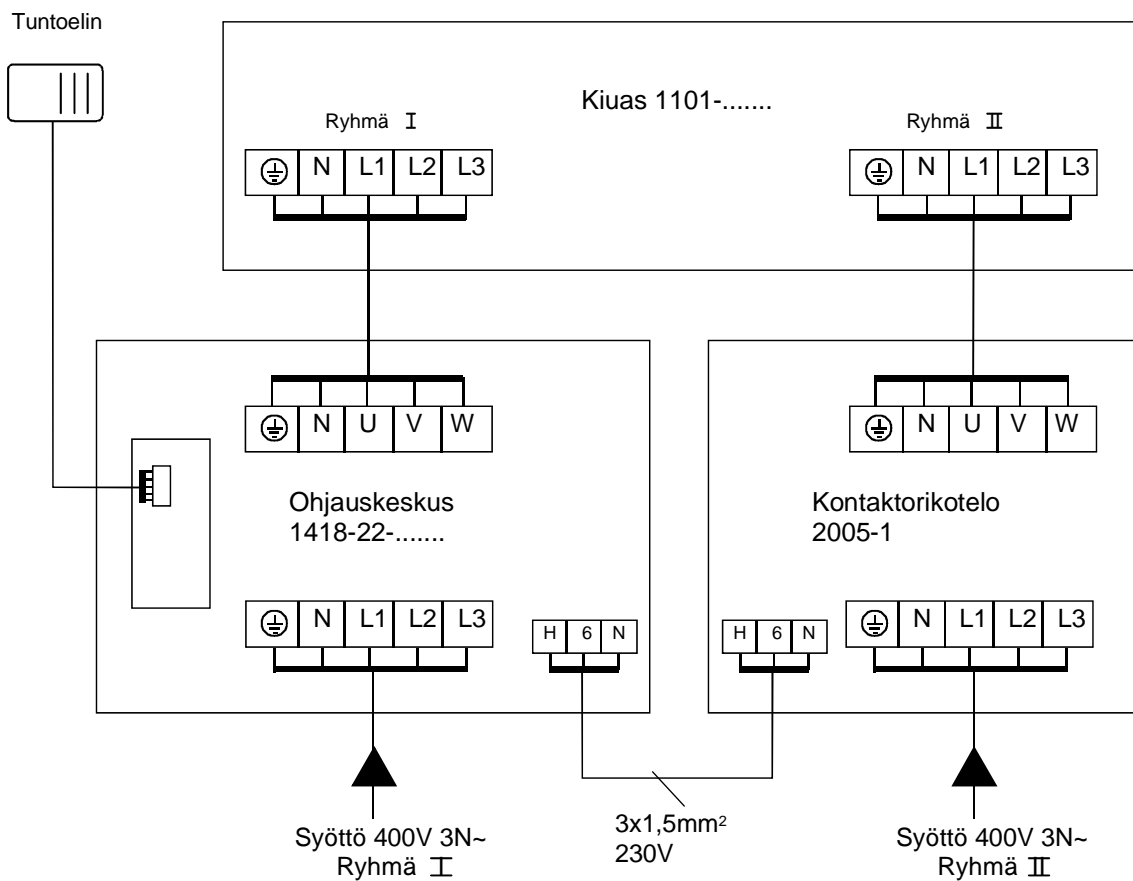 Tuntoelin
Kiuas 1101-.......
Ryhmä I
Ryhmä II
N L1 L2 L3
N L1 L2 L3
N U V W
N U V W
Ohjauskeskus
1418-22-.......
Kontaktorikotelo
2005-1
N L1 L2 L3
H 6 N
H 6 N
N L1 L2 L3
Syöttö 400V 3N~
Ryhmä I
3x1,5mm²
230V
Syöttö 400V 3N~
Ryhmä II